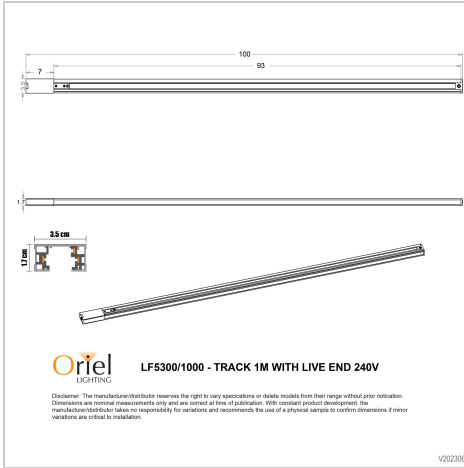 100
7
93
3.5
1.7
3.5 cm
1.7 cm
Oriel
LIGHTING
LF5300/1000 - TRACK 1M WITH LIVE END 240V
Disclaimer: The manufacturer/distributor reserves the right to vary speciications or delete models from their range without prior notication.
Dimensions are nominal measurements only and are correct at time of publication. With constant product development, the
manufacturer/distributor takes no responsibility for variations and recommends the use of a physical sample to confirm dimensions if minor
variations are critical to installation.
V202306